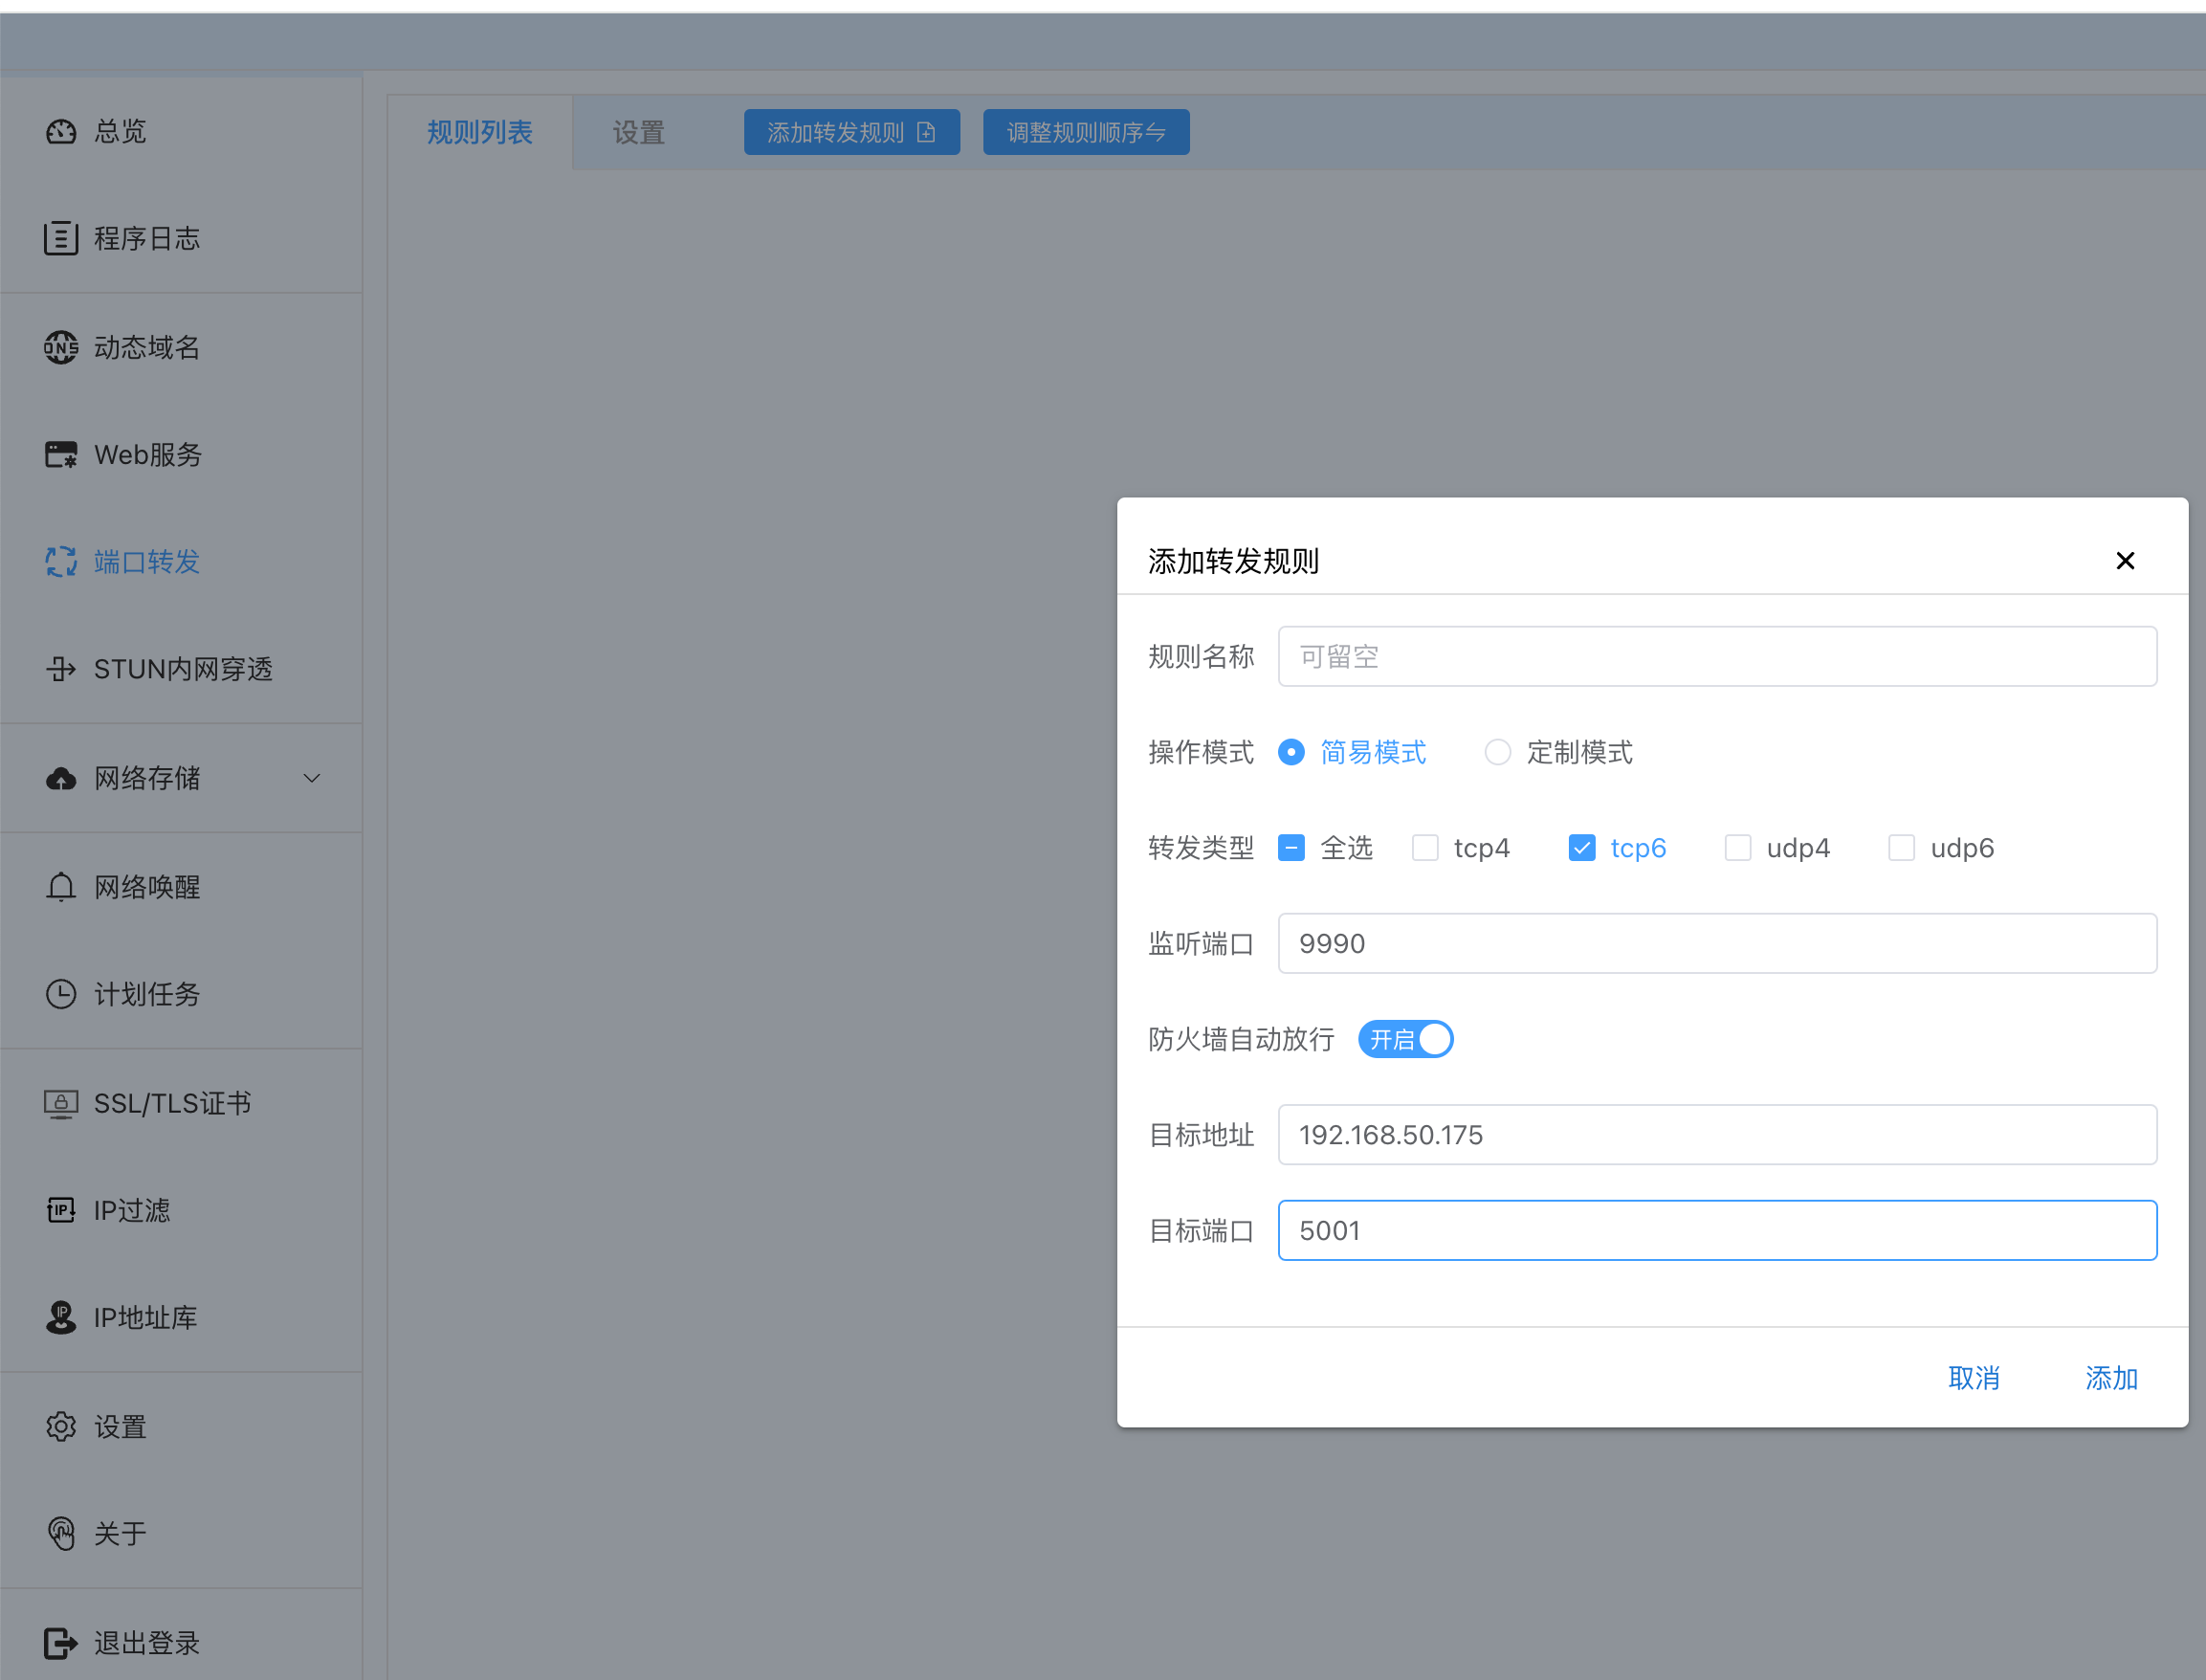 总览
程序日志
动态域名
Web服务
端口转发
STUN内网穿透
网络存储
网络唤醒
计划任务
SSL/TLS证书
IP过滤
IP地址库
设置
关于
退出登录
规则列表 设置 添加转发规则 调整规则顺序
添加转发规则
规则名称 可留空
操作模式 简易模式 定制模式
转发类型 全选 tcp4 tcp6 udp4 udp6
监听端口 9990
防火墙自动放行 开启
目标地址 192.168.50.175
目标端口 5001
取消 添加